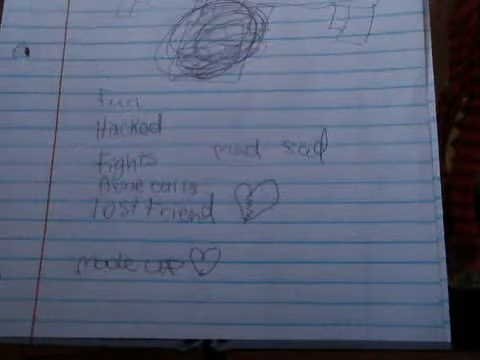 Fun
Hacked
mad sad
Fights
Phone calls
lost Friend
made up